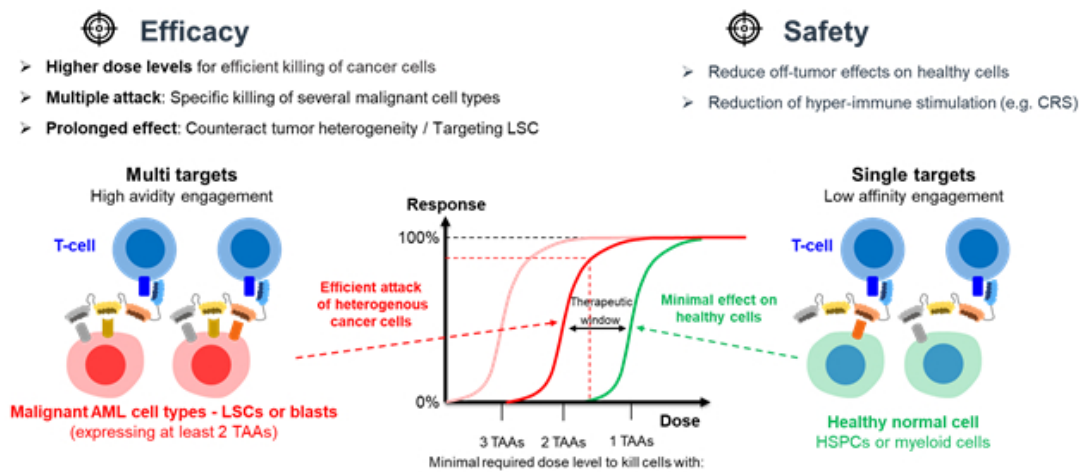 Efficacy
➢ Higher dose levels for efficient killing of cancer cells
➢ Multiple attack: Specific killing of several malignant cell types
➢ Prolonged effect: Counteract tumor heterogeneity / Targeting LSC
Safety
➢ Reduce off-tumor effects on healthy cells
➢ Reduction of hyper-immune stimulation (e.g. CRS)
Multi targets
High avidity engagement
T-cell
Malignant AML cell types - LSCs or blasts
(expressing at least 2 TAAs)
Efficient attack
of heterogenous
cancer cells
Response
100%
0%
Therapeutic
window
Dose
3 TAAs
2 TAAs
1 TAAs
Minimal required dose level to kill cells with:
Minimal effect on
healthy cells
Single targets
Low affinity engagement
T-cell
Healthy normal cell
HSPCs or myeloid cells